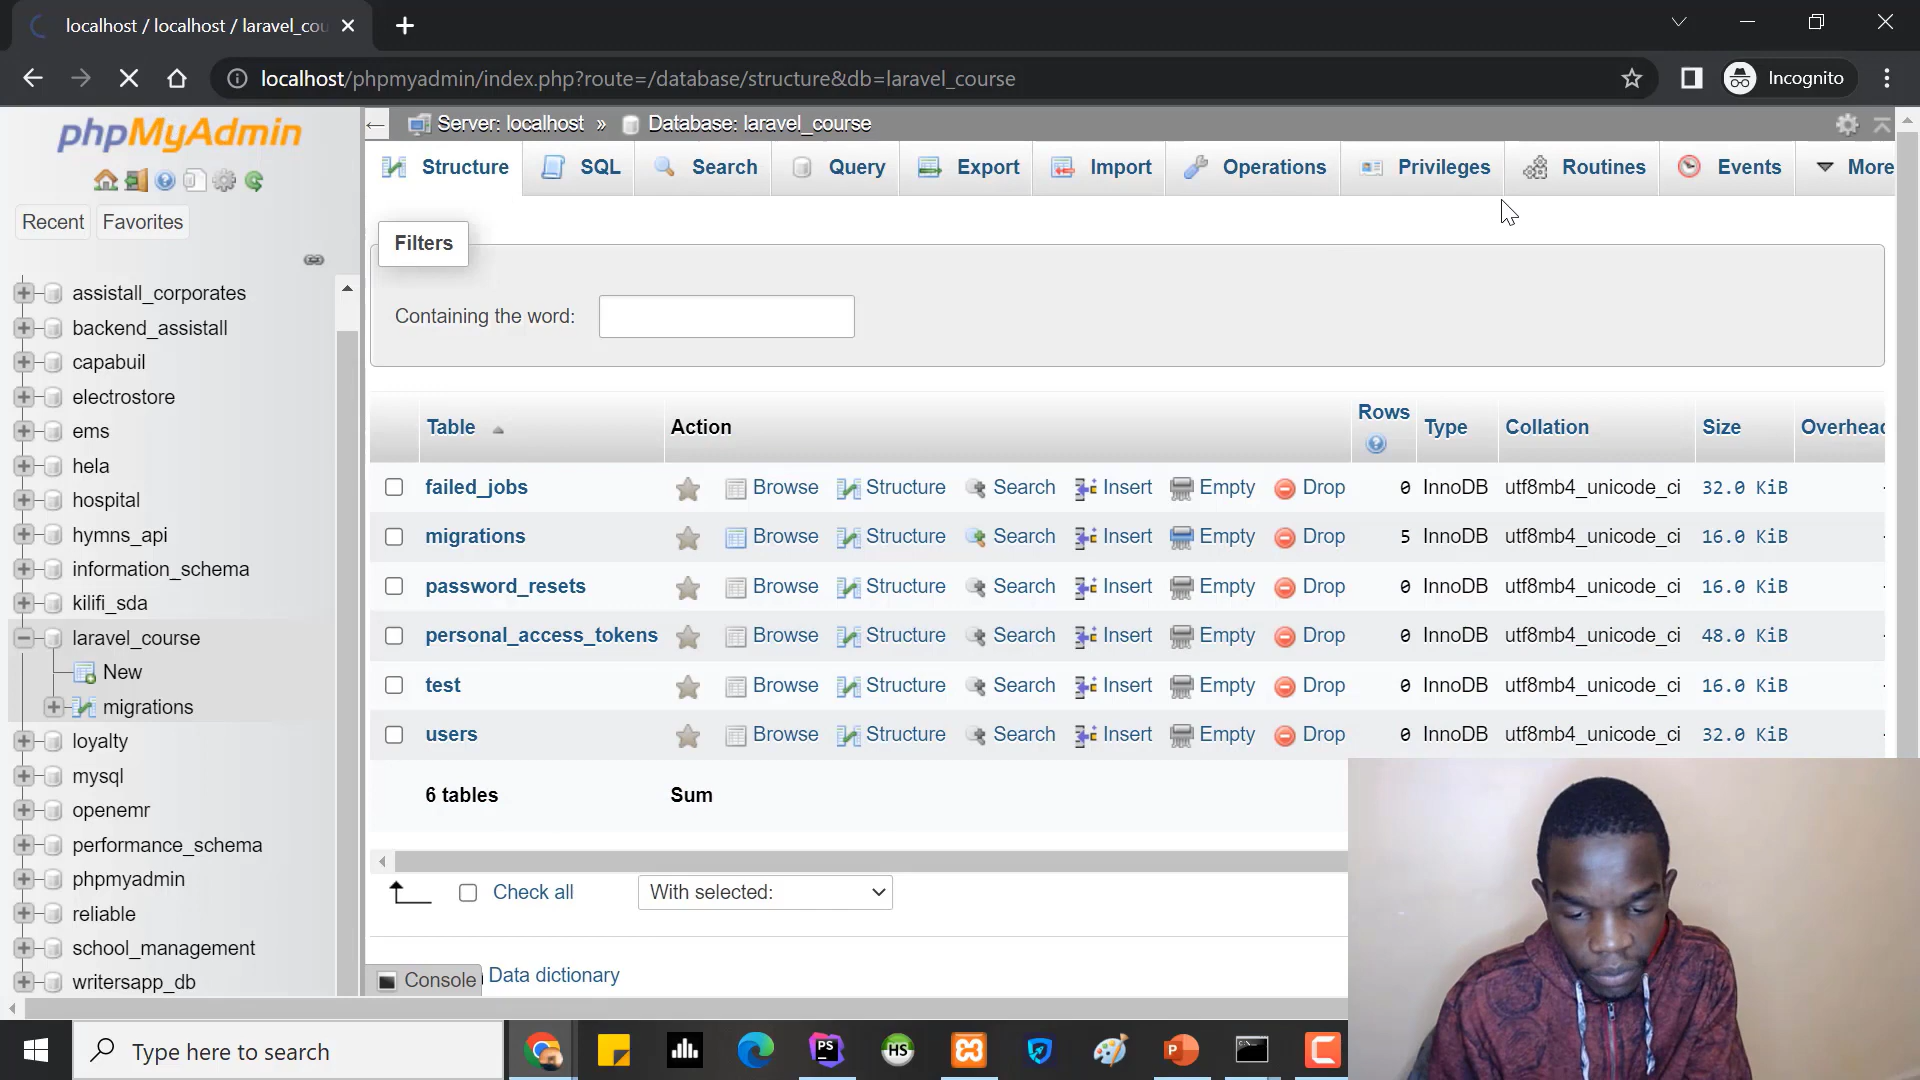 localhost / localhost / laravel_cou
localhost/phpmyadmin/index.php?route=/database/structure&db=laravel_course
Incognito
phpMyAdmin
Recent Favorites
assistall_corporates
backend_assistall
capabuil
electrostore
ems
hela
hospital
hymns_api
information_schema
kilifi_sda
laravel_course
New
migrations
loyalty
mysql
openemr
performance_schema
phpmyadmin
reliable
school_management
writersapp_db
Server: localhost » Database: laravel_course
Structure SQL Search Query Export Import Operations Privileges Routines Events More
Filters
Containing the word:
Table Action Rows Type Collation Size Overhead
failed_jobs Browse Structure Search Insert Empty Drop 0 InnoDB utf8mb4_unicode_ci 32.0 KiB -
migrations Browse Structure Search Insert Empty Drop 5 InnoDB utf8mb4_unicode_ci 16.0 KiB -
password_resets Browse Structure Search Insert Empty Drop 0 InnoDB utf8mb4_unicode_ci 16.0 KiB -
personal_access_tokens Browse Structure Search Insert Empty Drop 0 InnoDB utf8mb4_unicode_ci 48.0 KiB -
test Browse Structure Search Insert Empty Drop 0 InnoDB utf8mb4_unicode_ci 16.0 KiB -
users Browse Structure Search Insert Empty Drop 0 InnoDB utf8mb4_unicode_ci 32.0 KiB -
6 tables Sum
Check all With selected:
Console Data dictionary
Type here to search
PS
HS